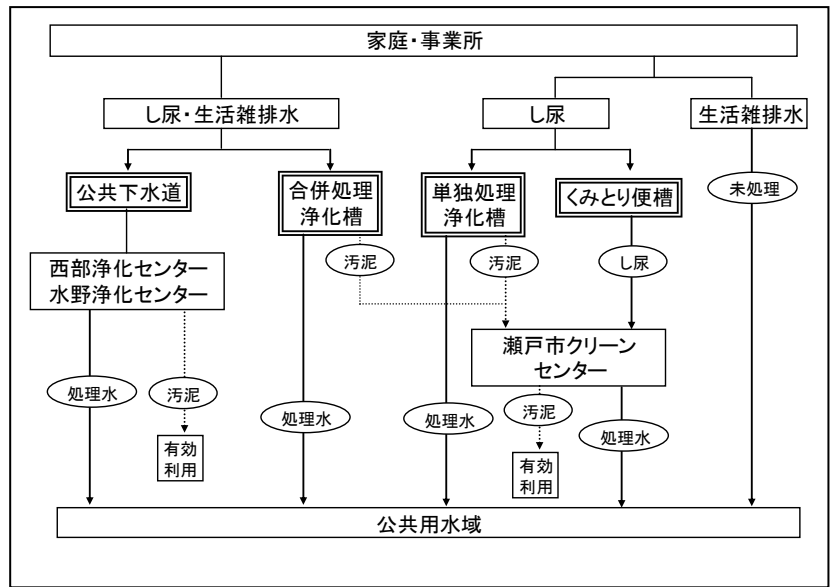 家庭・事業所
し尿・生活雑排水
し尿
生活雑排水
公共下水道
合併処理
浄化槽
単独処理
浄化槽
くみとり便槽
未処理
西部浄化センター
水野浄化センター
汚泥
汚泥
し尿
瀬戸市クリーン
センター
処理水
汚泥
処理水
処理水
汚泥
処理水
有効
利用
有効
利用
公共用水域